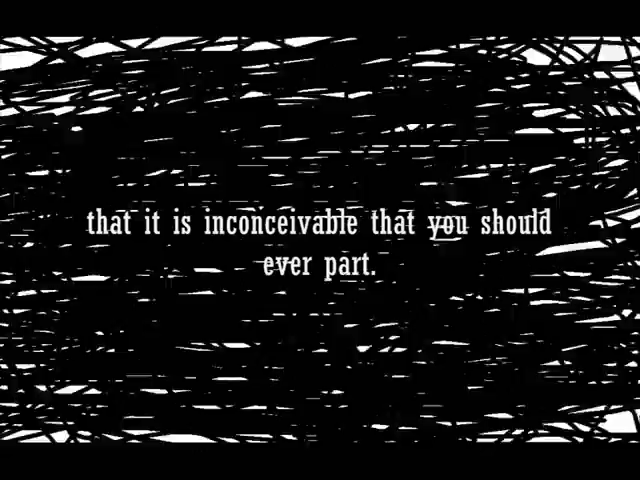 that it is inconceivable that you should
ever part.